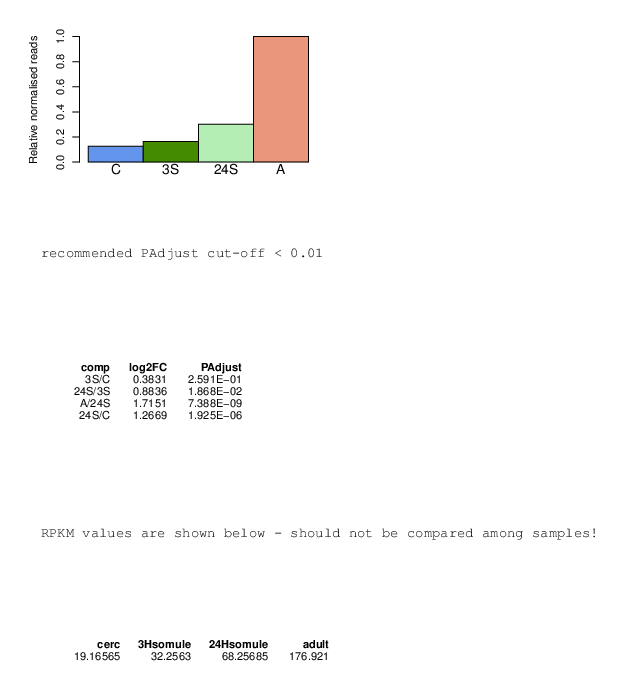 Relative normalised reads
1.0
0.8
0.6
0.4
0.2
0.0
C 3S 24S A
recommended PAdjust cut-off < 0.01
comp log2FC PAdjust
3S/C 0.3831 2.591E−01
24S/3S 0.8836 1.868E−02
A/24S 1.7151 7.388E−09
24S/C 1.2669 1.925E−06
RPKM values are shown below - should not be compared among samples!
cerc 3Hsomule 24Hsomule adult
19.16565 32.2563 68.25685 176.921